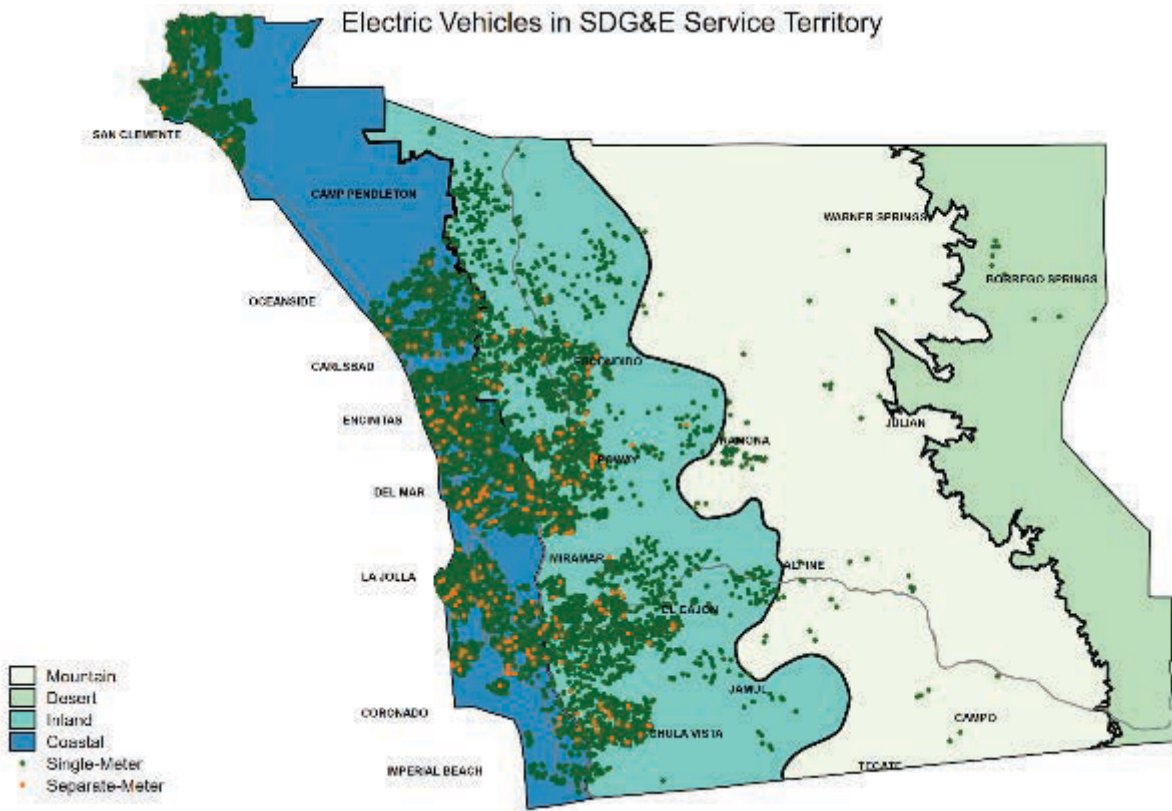 Electric Vehicles in SDG&E Service Territory
SAN CLEMENTE
CAMP PENDLETON
WARNER SPRINGS
BORREGO SPRINGS
OCEANSIDE
ESCONDIDO
CARLSBAD
ENCINITAS
JULIAN
RAMONA
POWAY
DEL MAR
MIRAMAR
ALPINE
LA JOLLA
EL CAJON
JAMUL
CORONADO
CAMPO
CHULA VISTA
IMPERIAL BEACH
TECATE
Mountain
Desert
Inland
Coastal
Single-Meter
Separate-Meter